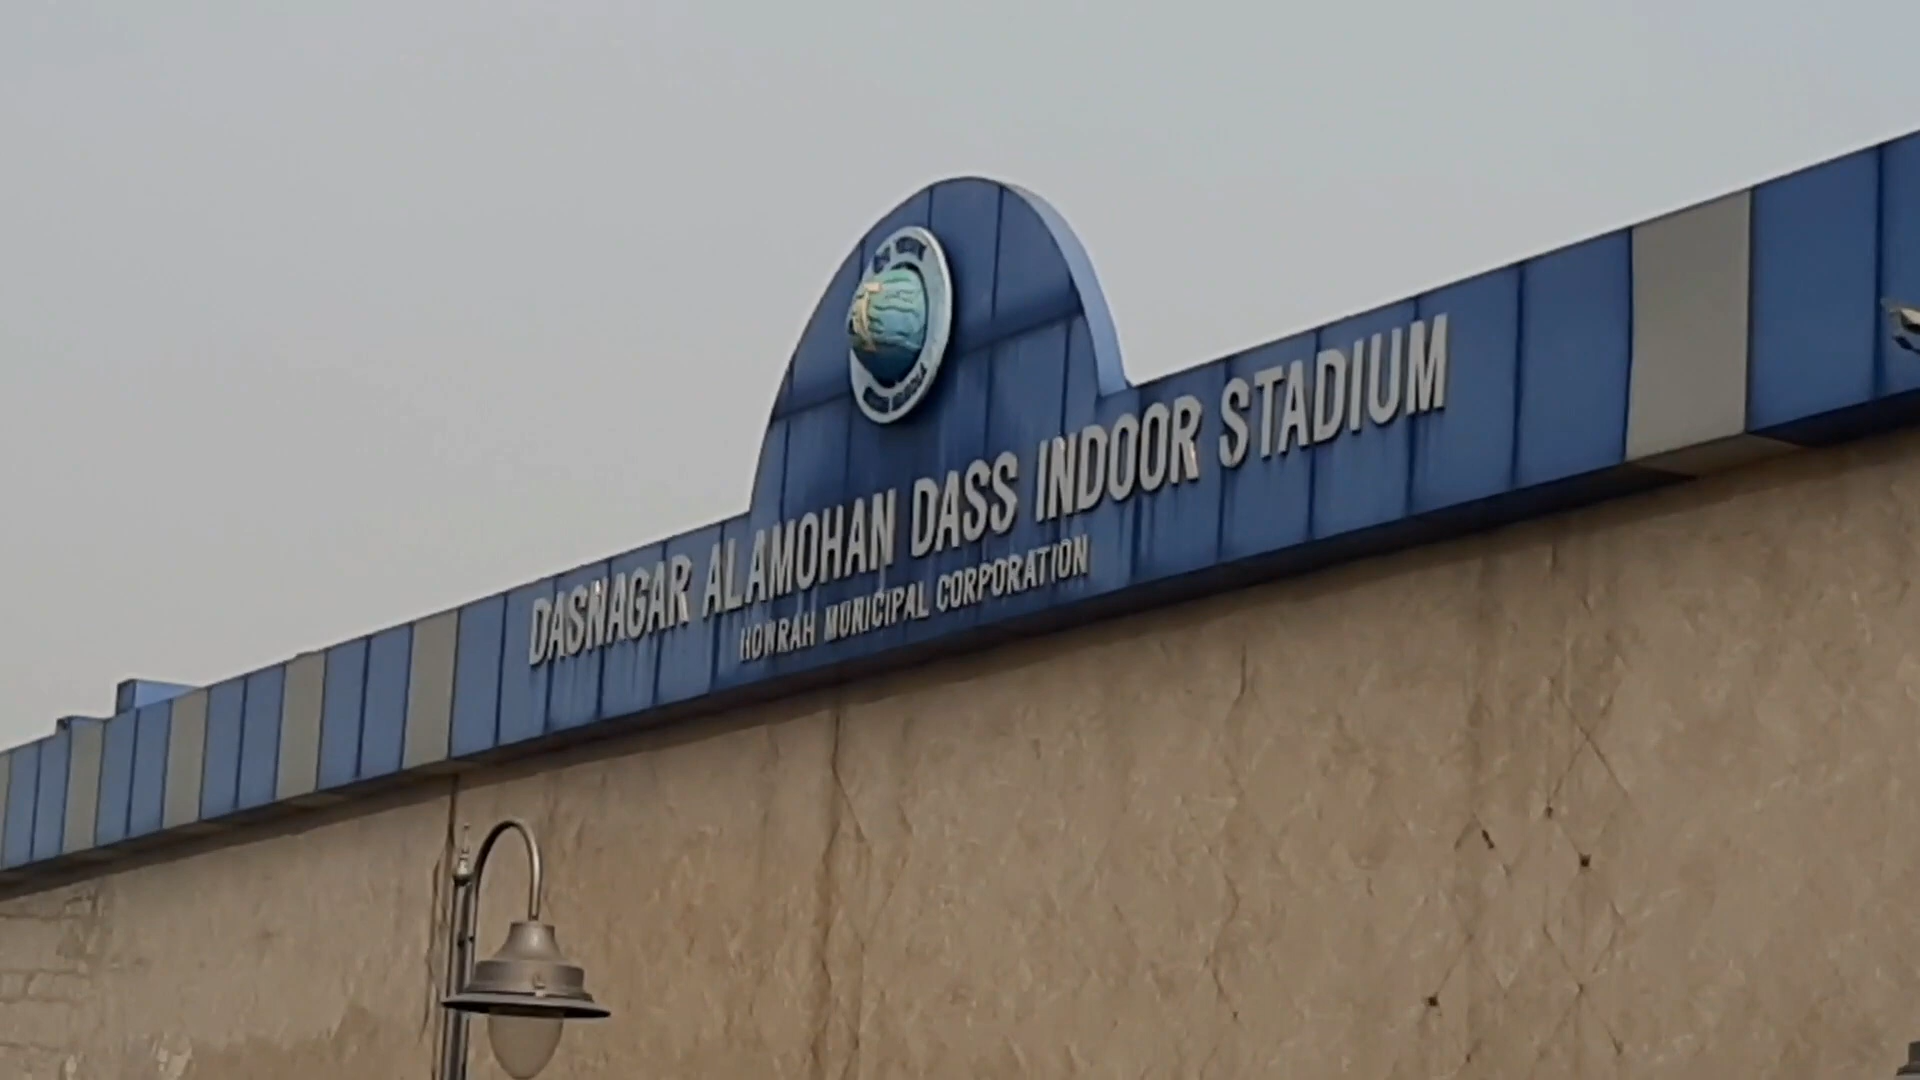 DASNAGAR ALAMOHAN DASS INDOOR STADIUM
HOWRAH MUNICIPAL CORPORATION